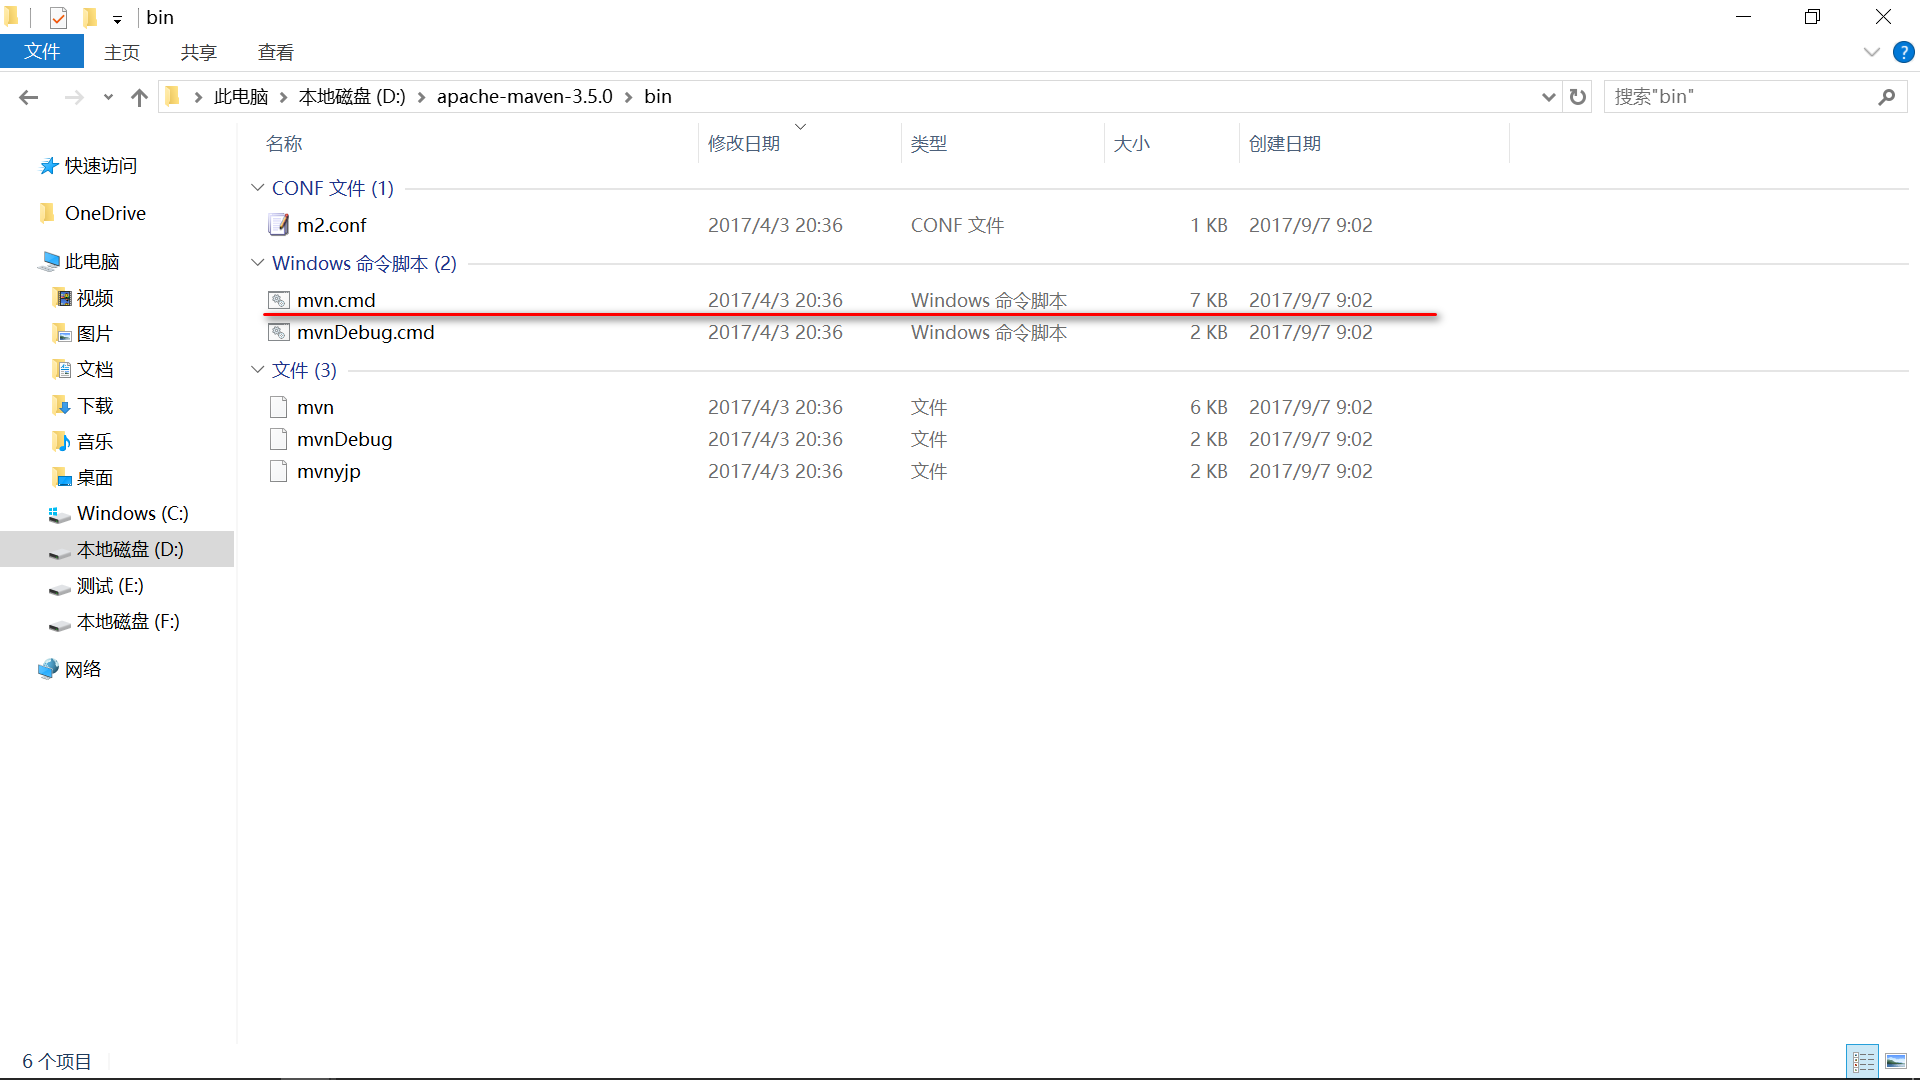 bin
文件 主页 共享 查看
此电脑 本地磁盘 (D:) apache-maven-3.5.0 bin 搜索"bin"
名称 修改日期 类型 大小 创建日期
快速访问
OneDrive
此电脑
视频
图片
文档
下载
音乐
桌面
Windows (C:)
本地磁盘 (D:)
测试 (E:)
本地磁盘 (F:)
网络
CONF 文件 (1)
m2.conf 2017/4/3 20:36 CONF 文件 1 KB 2017/9/7 9:02
Windows 命令脚本 (2)
mvn.cmd 2017/4/3 20:36 Windows 命令脚本 7 KB 2017/9/7 9:02
mvnDebug.cmd 2017/4/3 20:36 Windows 命令脚本 2 KB 2017/9/7 9:02
文件 (3)
mvn 2017/4/3 20:36 文件 6 KB 2017/9/7 9:02
mvnDebug 2017/4/3 20:36 文件 2 KB 2017/9/7 9:02
mvnyjp 2017/4/3 20:36 文件 2 KB 2017/9/7 9:02
6 个项目